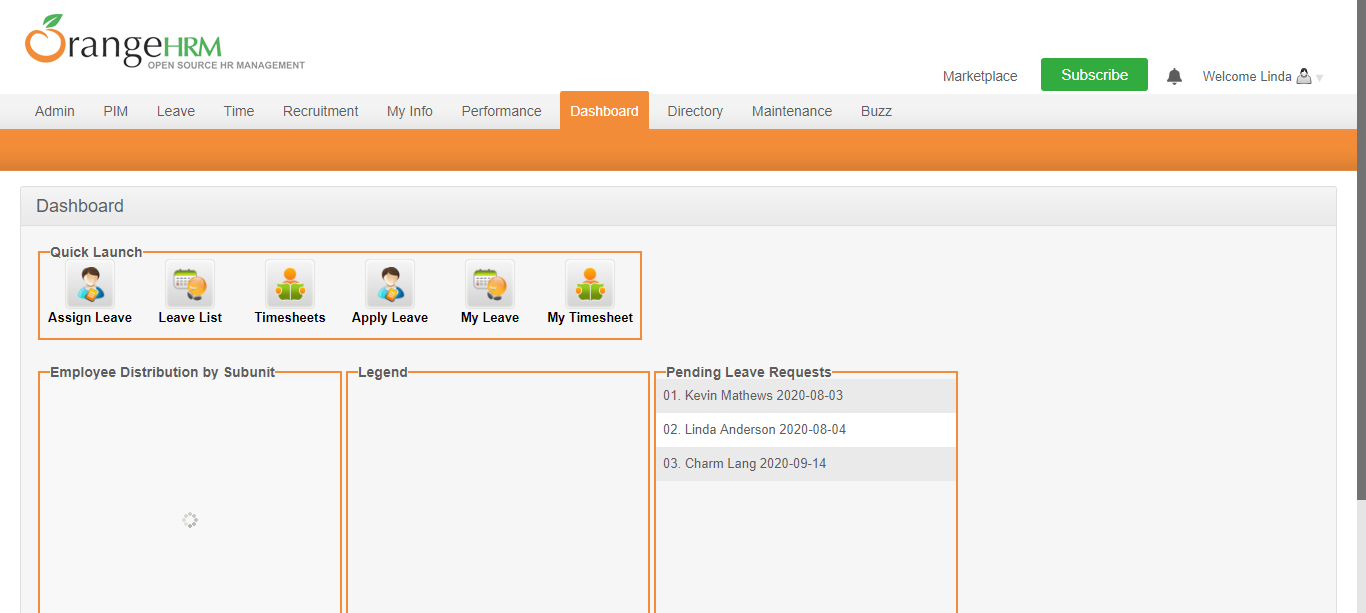 OrangeHRM
OPEN SOURCE HR MANAGEMENT
Marketplace Subscribe Welcome Linda
Admin PIM Leave Time Recruitment My Info Performance Dashboard Directory Maintenance Buzz
Dashboard
Quick Launch
Assign Leave Leave List Timesheets Apply Leave My Leave My Timesheet
Employee Distribution by Subunit Legend Pending Leave Requests
01. Kevin Mathews 2020-08-03
02. Linda Anderson 2020-08-04
03. Charm Lang 2020-09-14